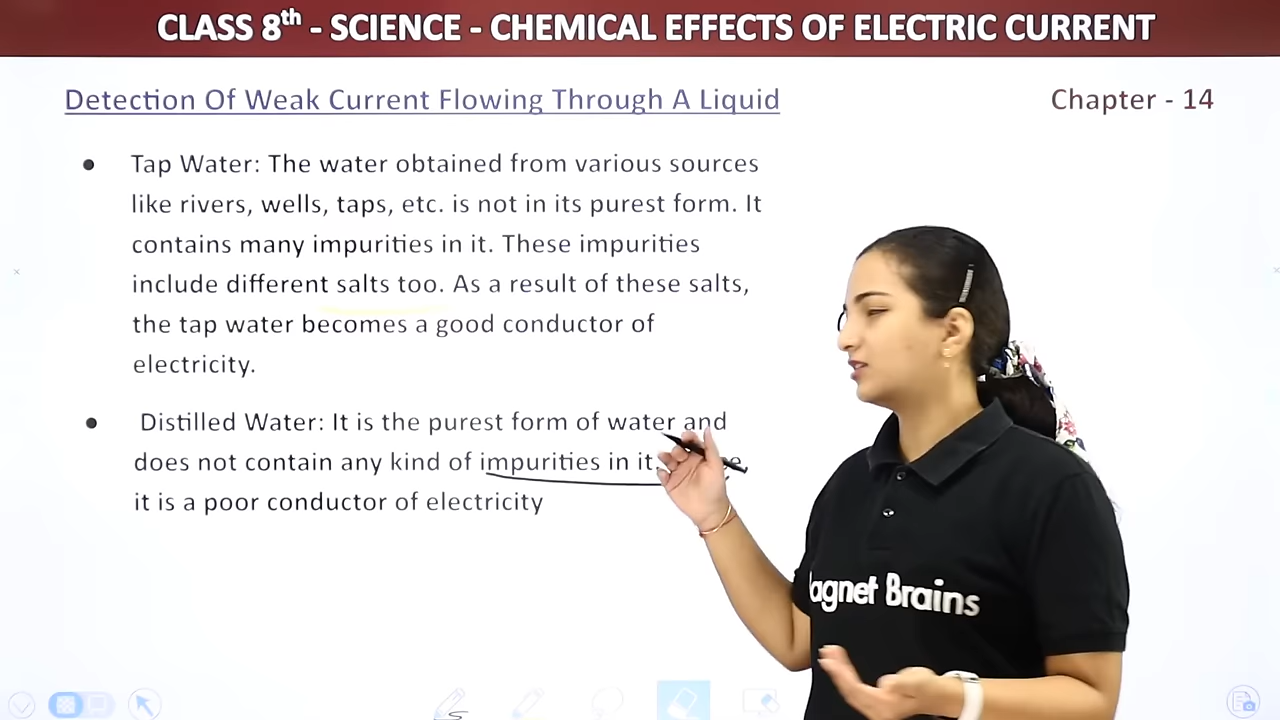 CLASS 8th - SCIENCE - CHEMICAL EFFECTS OF ELECTRIC CURRENT
Detection Of Weak Current Flowing Through A Liquid
Chapter - 14
● Tap Water: The water obtained from various sources
like rivers, wells, taps, etc. is not in its purest form. It
contains many impurities in it. These impurities
include different salts too. As a result of these salts,
the tap water becomes a good conductor of
electricity.
● Distilled Water: It is the purest form of water and
does not contain any kind of impurities in it.
it is a poor conductor of electricity
agnet Brains